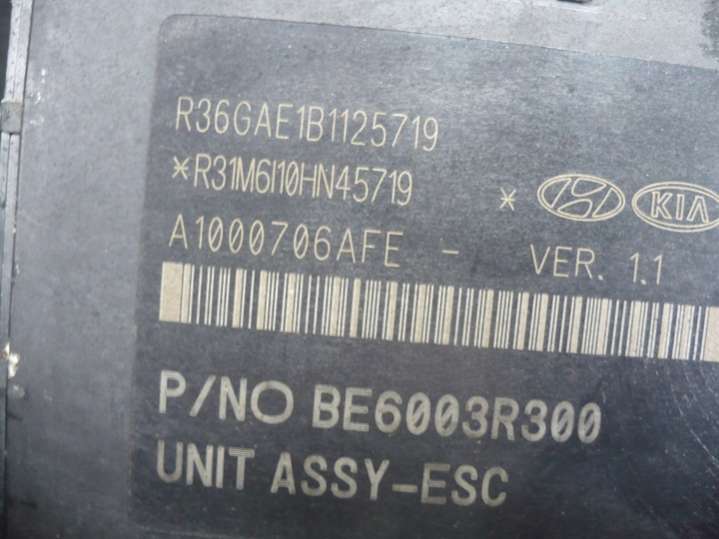 R36GAE1B1125719
*R31M6I10HN45719 * KIA
A1000706AFE - VER. 1.1
P/NO BE6003R300
UNIT ASSY-ESC